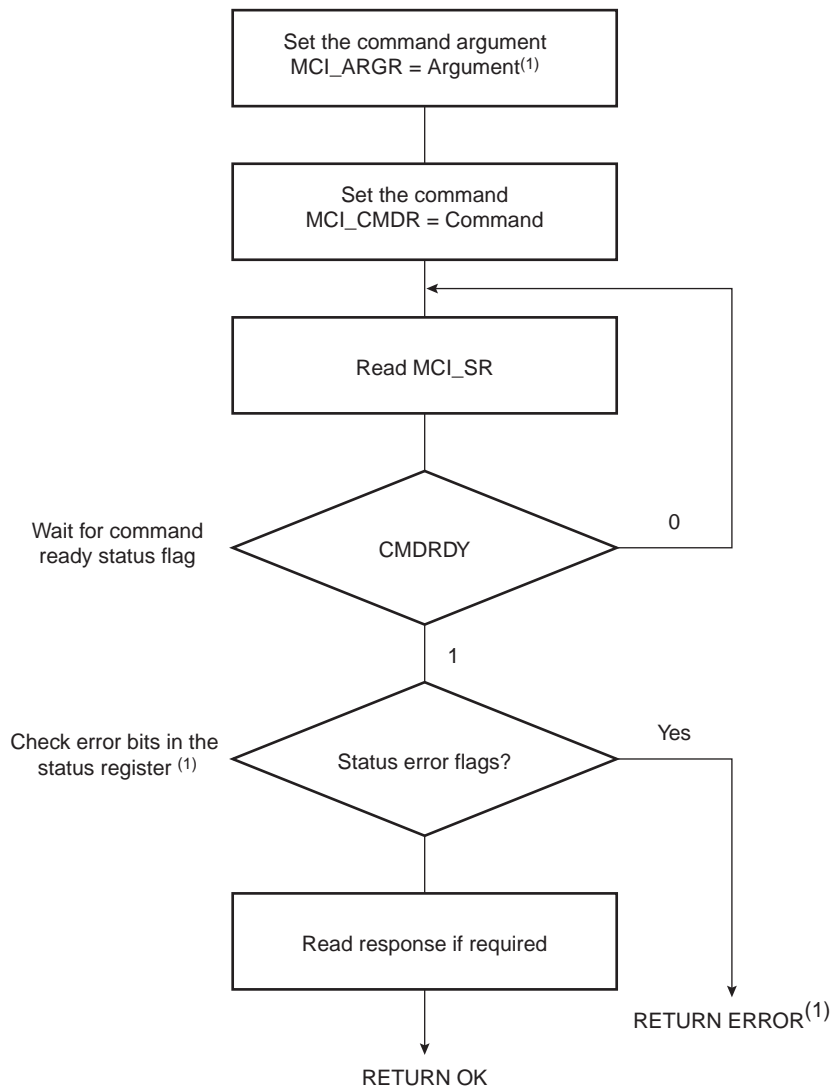 Set the command argument
MCI_ARGR = Argument(1)
Set the command
MCI_CMDR = Command
Read MCI_SR
Wait for command
ready status flag
CMDRDY
0
1
Check error bits in the
status register (1)
Status error flags?
Yes
Read response if required
RETURN ERROR(1)
RETURN OK